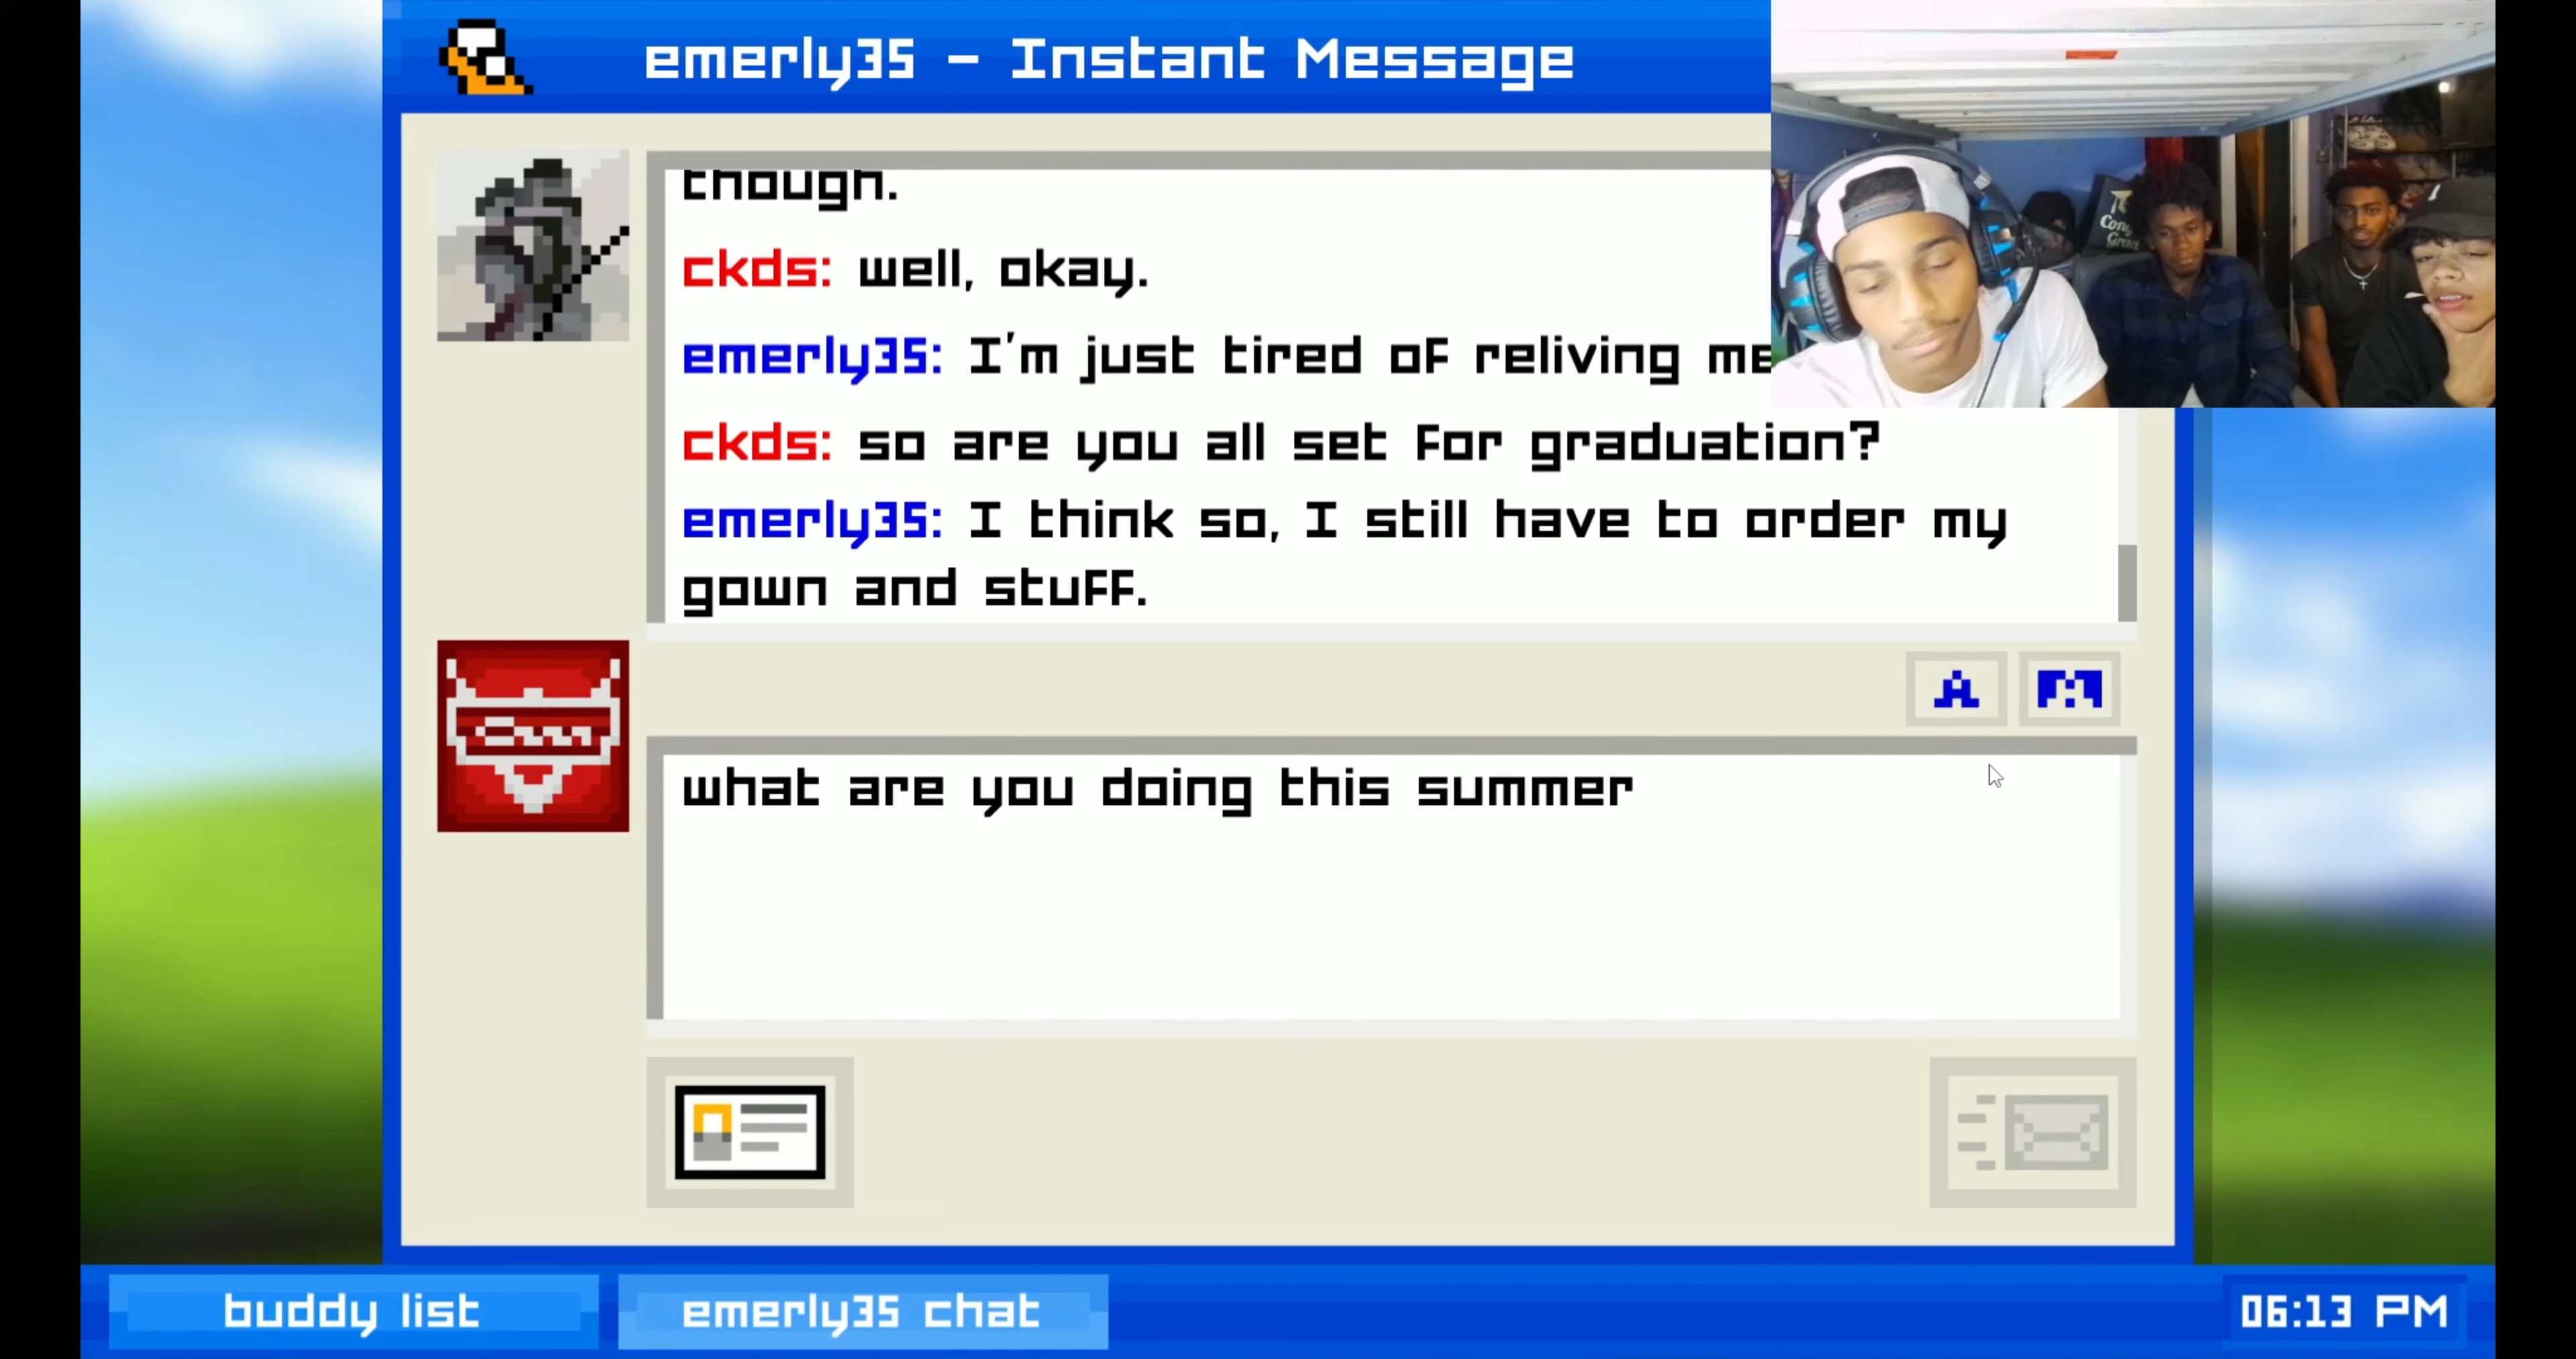 emerly35 - Instant Message
though.
ckds: well, okay.
emerly35: I'm just tired of reliving
ckds: so are you all set for graduation?
emerly35: I think so, I still have to order my
gown and stuff.
A
what are you doing this summer
buddy list
emerly35 chat
06:13 PM